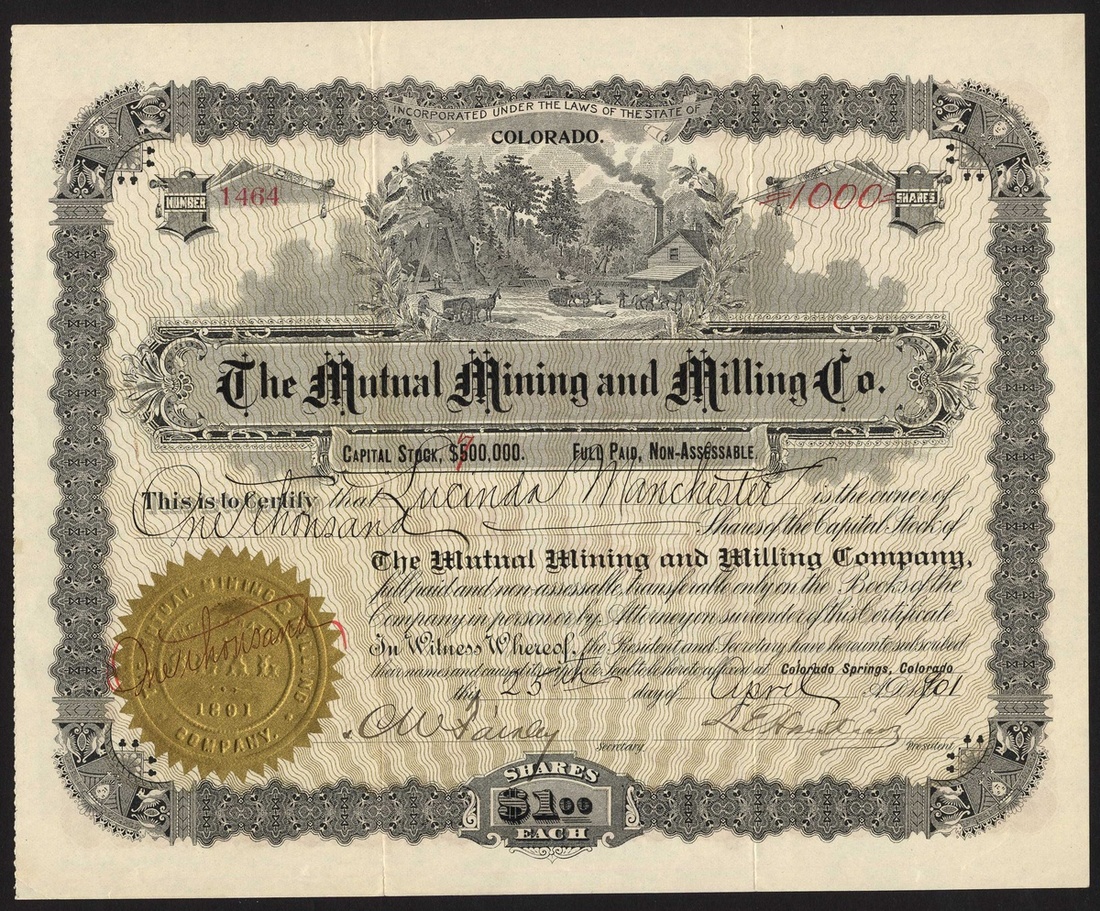 INCORPORATED UNDER THE LAWS OF THE STATE OF
COLORADO.
NUMBER 1464
1000 SHARES
The Mutual Mining and Milling Co.
CAPITAL STOCK, $500,000. FULL PAID, NON-ASSESSABLE.
7
This is to Certify that Lucinda Manchester is the owner of
One thousand Shares of the Capital Stock of
The Mutual Mining and Milling Company,
full paid and non-assessable, transferable only on the Books of the
Company in person or by Attorney on surrender of this Certificate
In Witness Whereof, the President and Secretary have hereunto subscribed
their names and caused its corporate Seal to be hereto affixed at Colorado Springs, Colorado
this 25th day of April A.D. 1901
C W Fairley Secretary. President.
MUTUAL MINING & MILLING
One thousand
1891
COMPANY.
SHARES
$1.00
EACH